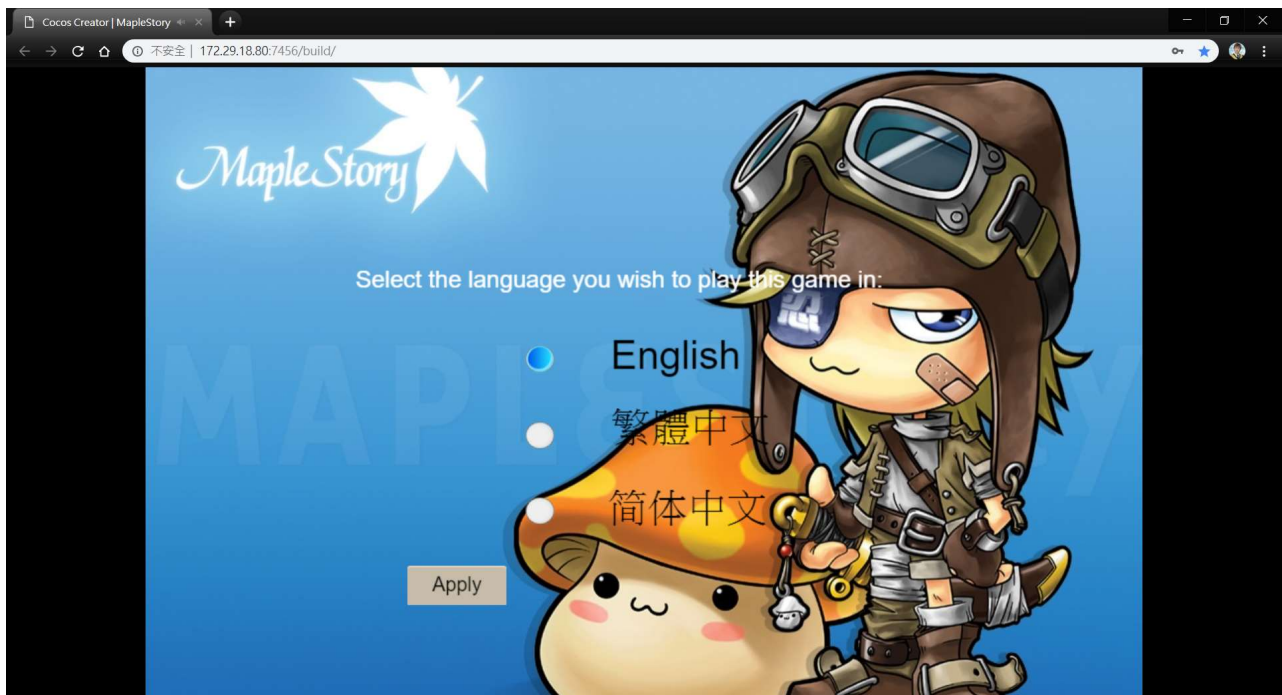 Cocos Creator | MapleStory
不安全 | 172.29.18.80:7456/build/
MapleStory
Select the language you wish to play this game in:
忍
MAPLESTORY
English
繁體中文
简体中文
Apply